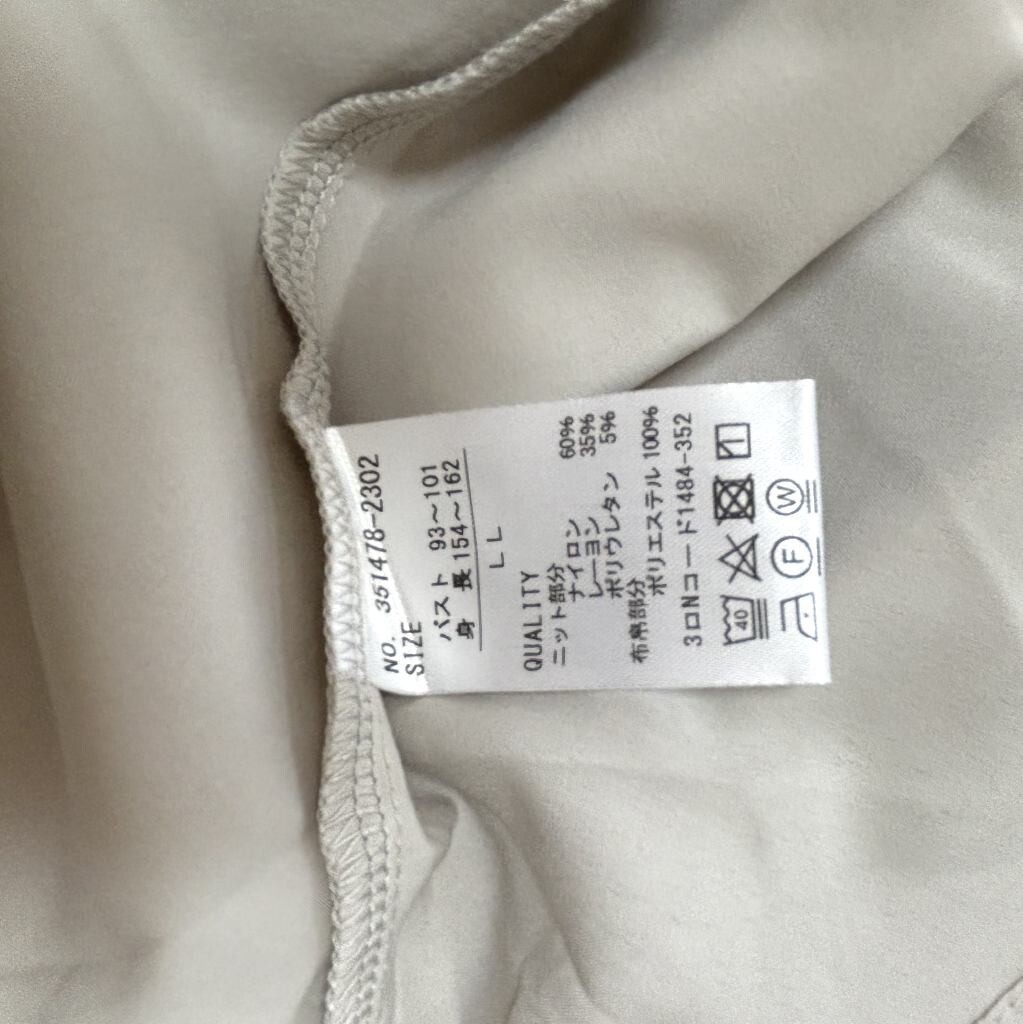 NO. 351478-2302
SIZE
バスト 93～101
身 長 154～162
LL
QUALITY
ニット部分
ナイロン 60%
レーヨン 35%
ポリウレタン 5%
布帛部分
ポリエステル 100%
3ロNコード1484-352
40
F W